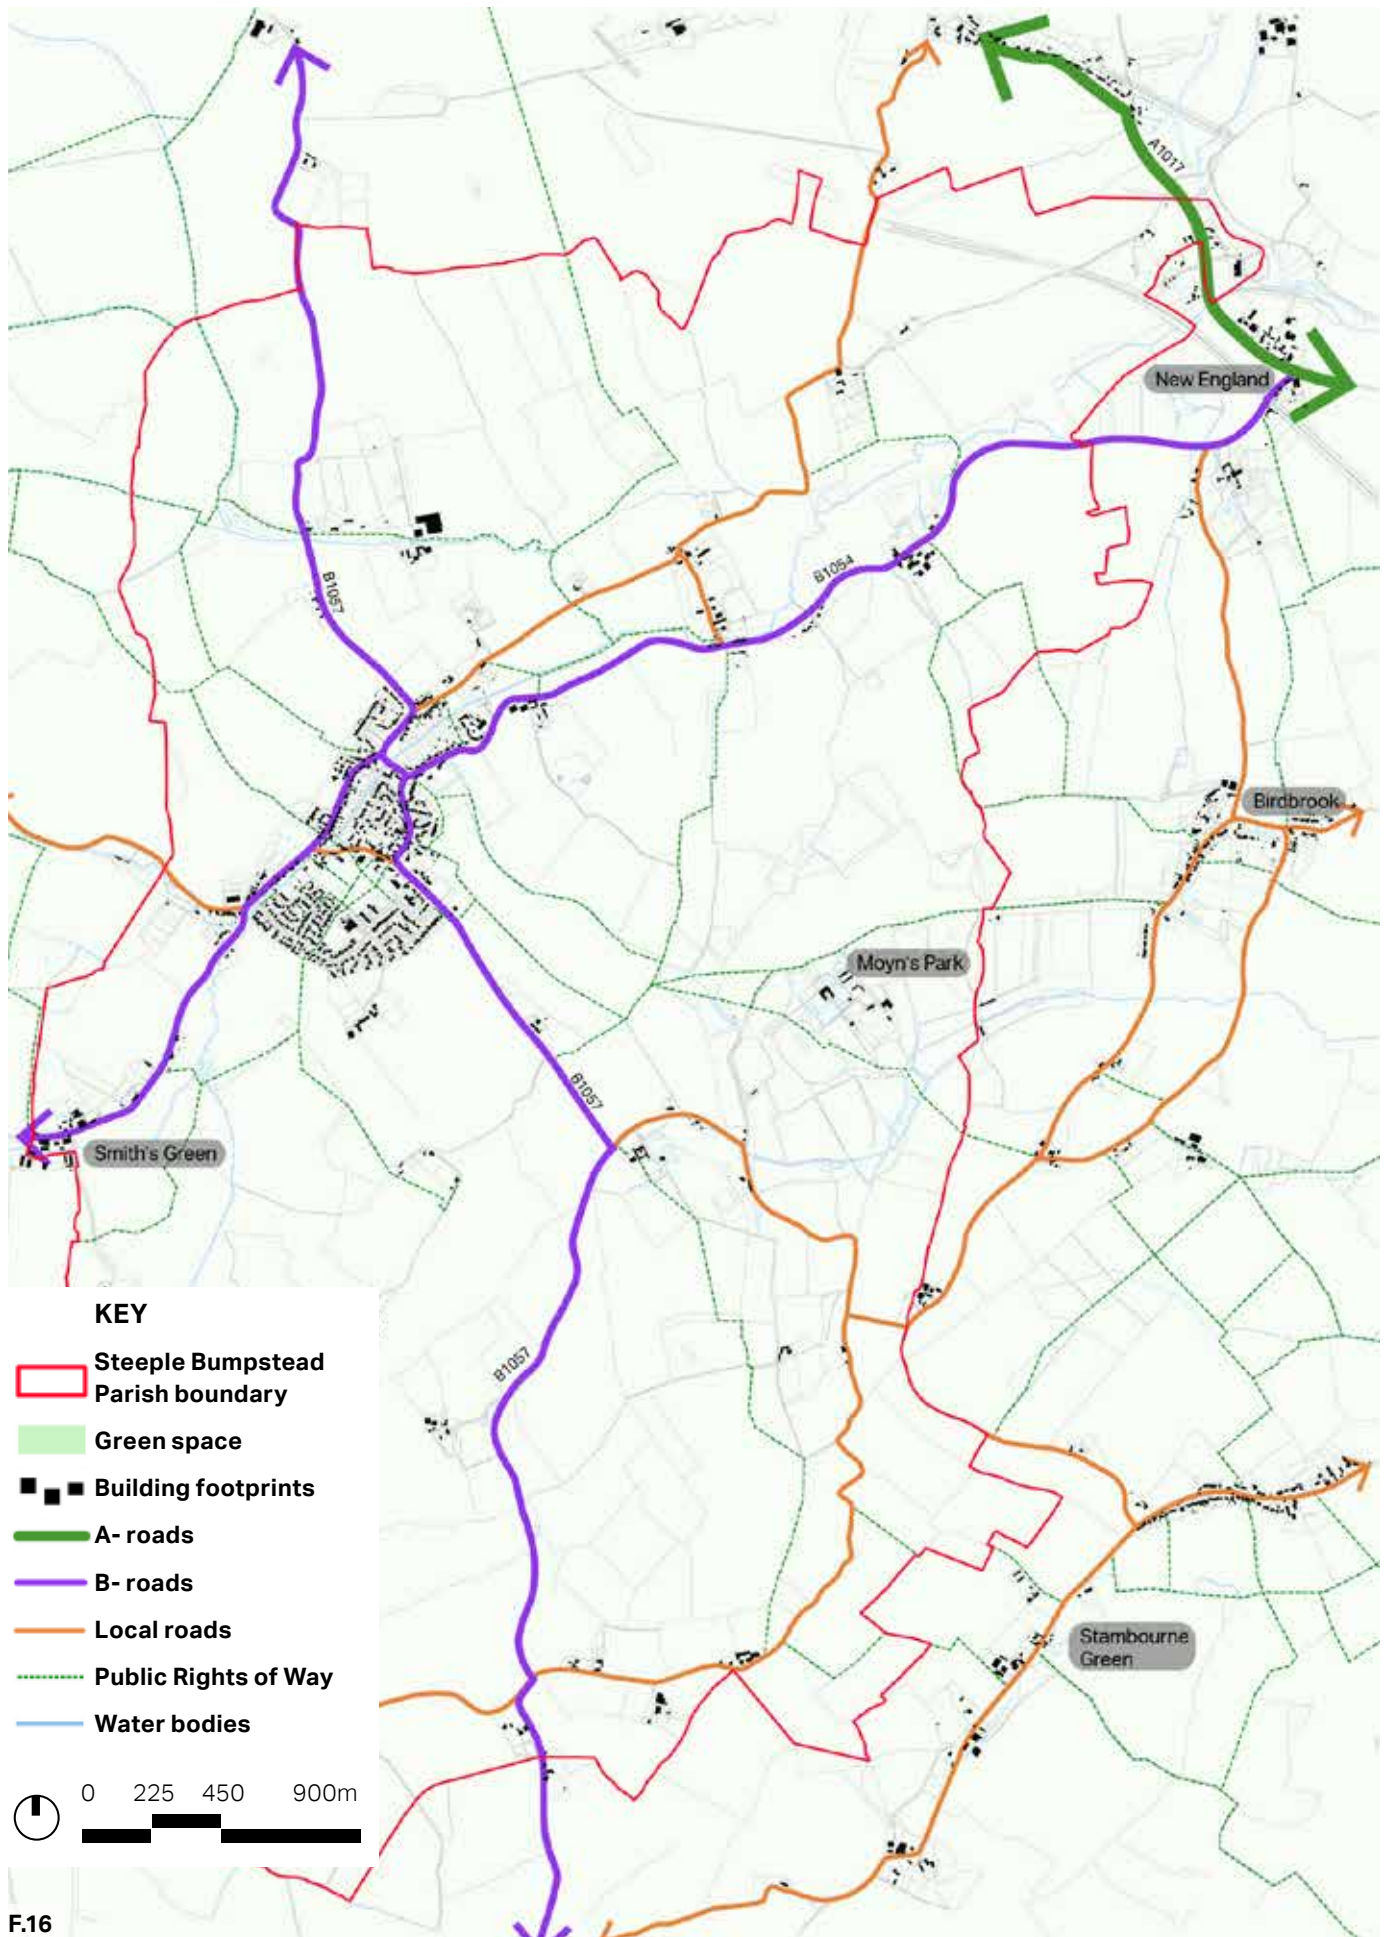 A1017
New England
B1057
B1054
Birdbrook
Moyn's Park
B1057
Smith's Green
B1057
KEY
Steeple Bumpstead
Parish boundary
Green space
Building footprints
A- roads
B- roads
Local roads
Public Rights of Way
Water bodies
Stambourne
Green
0 225 450 900m
F.16